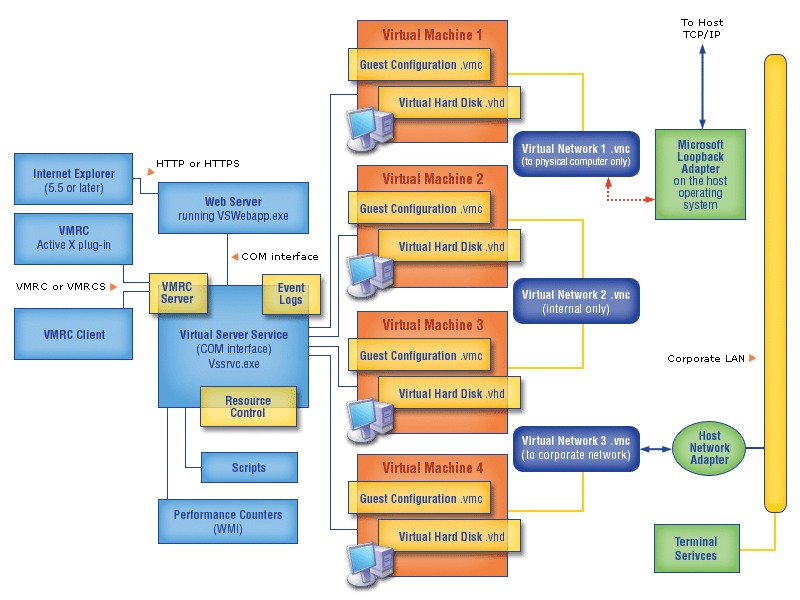 To Host
TCP/IP
Virtual Machine 1
Guest Configuration .vmc
Virtual Hard Disk .vhd
Virtual Network 1 .vnc
(to physical computer only)
Microsoft
Loopback
Adapter
on the host
operating
system
HTTP or HTTPS
Internet Explorer
(5.5 or later)
Web Server
running VSWebapp.exe
VMRC
Active X plug-in
COM interface
VMRC or VMRCS
VMRC
Server
Event
Logs
VMRC Client
Virtual Server Service
(COM interface)
Vssrvc.exe
Resource
Control
Scripts
Performance Counters
(WMI)
Virtual Machine 2
Guest Configuration .vmc
Virtual Hard Disk .vhd
Virtual Network 2 .vnc
(internal only)
Virtual Machine 3
Guest Configuration .vmc
Virtual Hard Disk .vhd
Corporate LAN
Virtual Network 3 .vnc
(to corporate network)
Host
Network
Adapter
Virtual Machine 4
Guest Configuration .vmc
Virtual Hard Disk .vhd
Terminal
Serivces